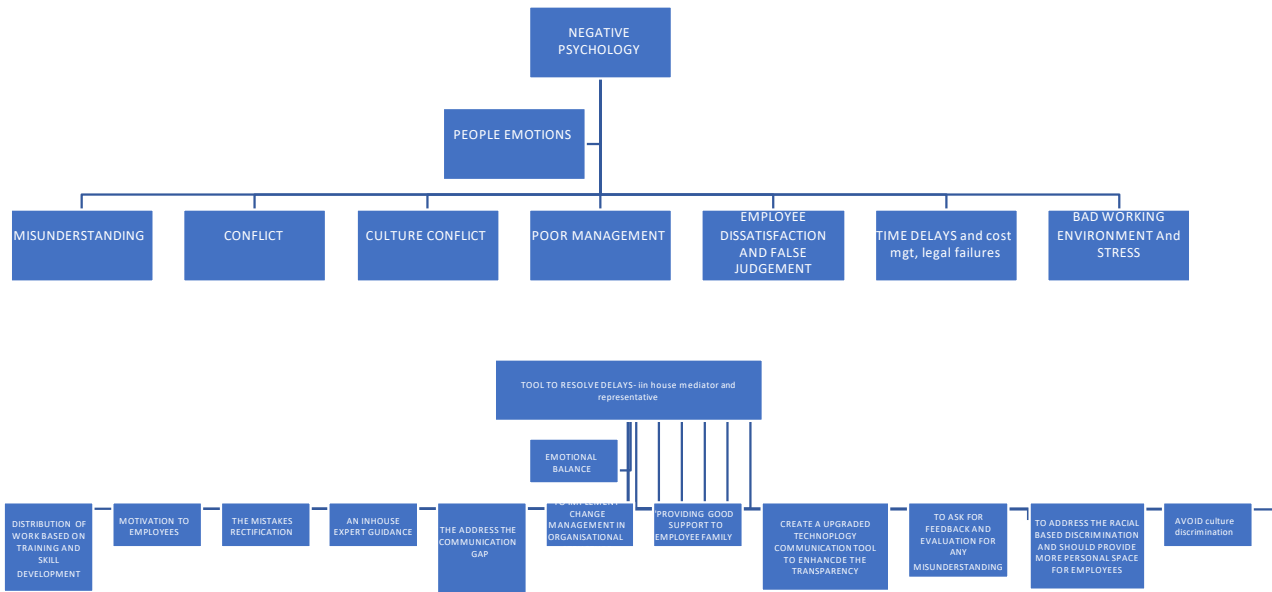 NEGATIVE
PSYCHOLOGY
PEOPLE EMOTIONS
MISUNDERSTANDING
CONFLICT
CULTURE CONFLICT
POOR MANAGEMENT
EMPLOYEE
DISSATISFACTION
AND FALSE
JUDGEMENT
TIME DELAYS and cost
mgt, legal failures
BAD WORKING
ENVIRONMENT And
STRESS
TOOL TO RESOLVE DELAYS- iin house mediator and
representative
EMOTIONAL
BALANCE
DISTRIBUTION OF
WORK BASED ON
TRAINING AND
SKILL
DEVELOPMENT
MOTIVATION TO
EMPLOYEES
THE MISTAKES
RECTIFICATION
AN INHOUSE
EXPERT GUIDANCE
THE ADDRESS THE
COMMUNICATION
GAP
TO IMPLEMENT
CHANGE
MANAGEMENT IN
ORGANISATIONAL
'PROVIDING GOOD
SUPPORT TO
EMPLOYEE FAMILY
CREATE A UPGRADED
TECHNOPLOGY
COMMUNICATION TOOL
TO ENHANCDE THE
TRANSPARENCY
TO ASK FOR
FEEDBACK AND
EVALUATION FOR
ANY
MISUNDERSTANDING
TO ADDRESS THE RACIAL
BASED DISCRIMINATION
AND SHOULD PROVIDE
MORE PERSONAL SPACE
FOR EMPLOYEES
AVOID culture
discrimination